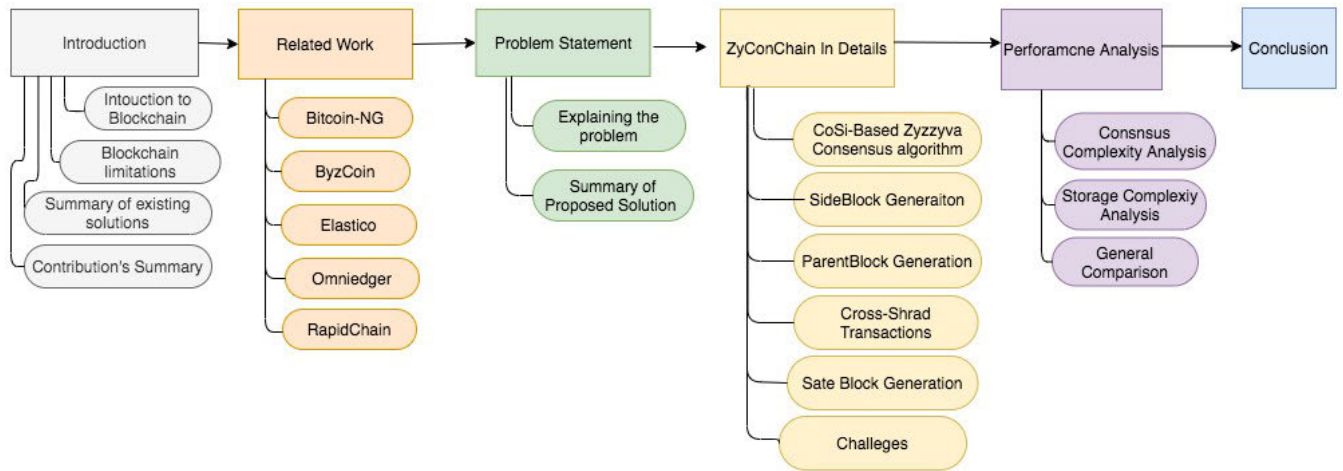 Introduction
Intouction to
Blockchain
Blockchain
limitations
Summary of existing
solutions
Contribution's Summary
Related Work
Bitcoin-NG
ByzCoin
Elastico
Omniedger
RapidChain
Problem Statement
Explaining the
problem
Summary of
Proposed Solution
ZyConChain In Details
CoSi-Based Zyzzyva
Consensus algorithm
SideBlock Generaiton
ParentBlock Generation
Cross-Shrad
Transactions
Sate Block Generation
Challeges
Perforamcne Analysis
Consnsus
Complexity Analysis
Storage Complexiy
Analysis
General
Comparison
Conclusion